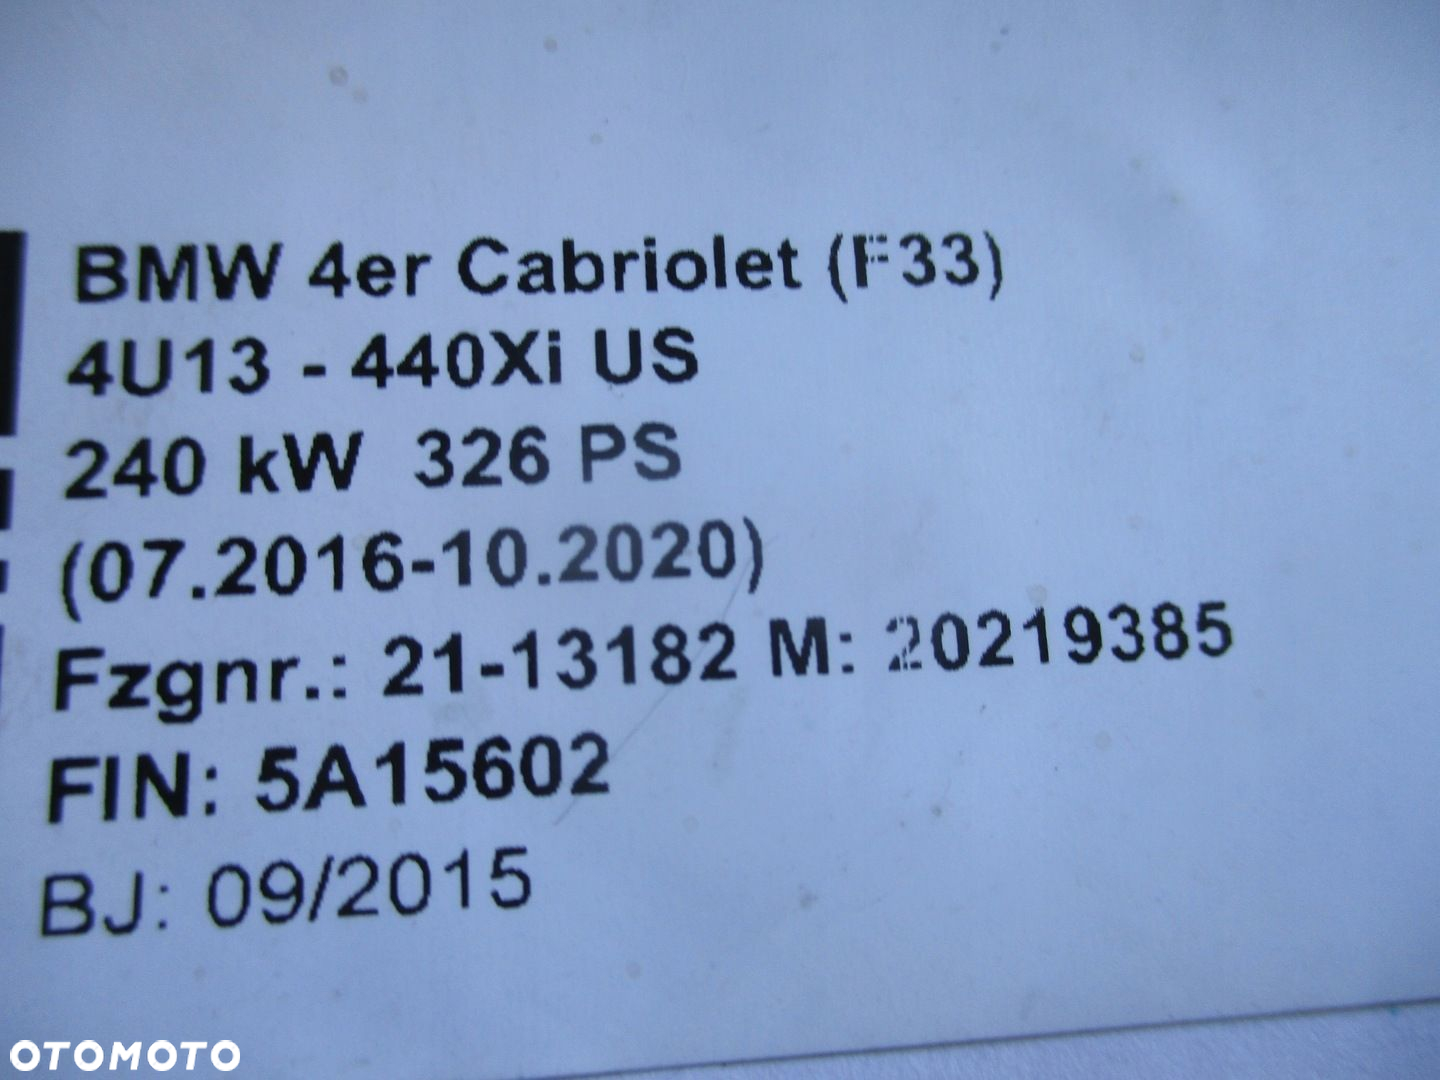 BMW 4er Cabriolet (F33)
4U13 - 440Xi US
240 kW 326 PS
(07.2016-10.2020)
Fzgnr.: 21-13182 M: 20219385
FIN: 5A15602
BJ: 09/2015
OTOMOTO